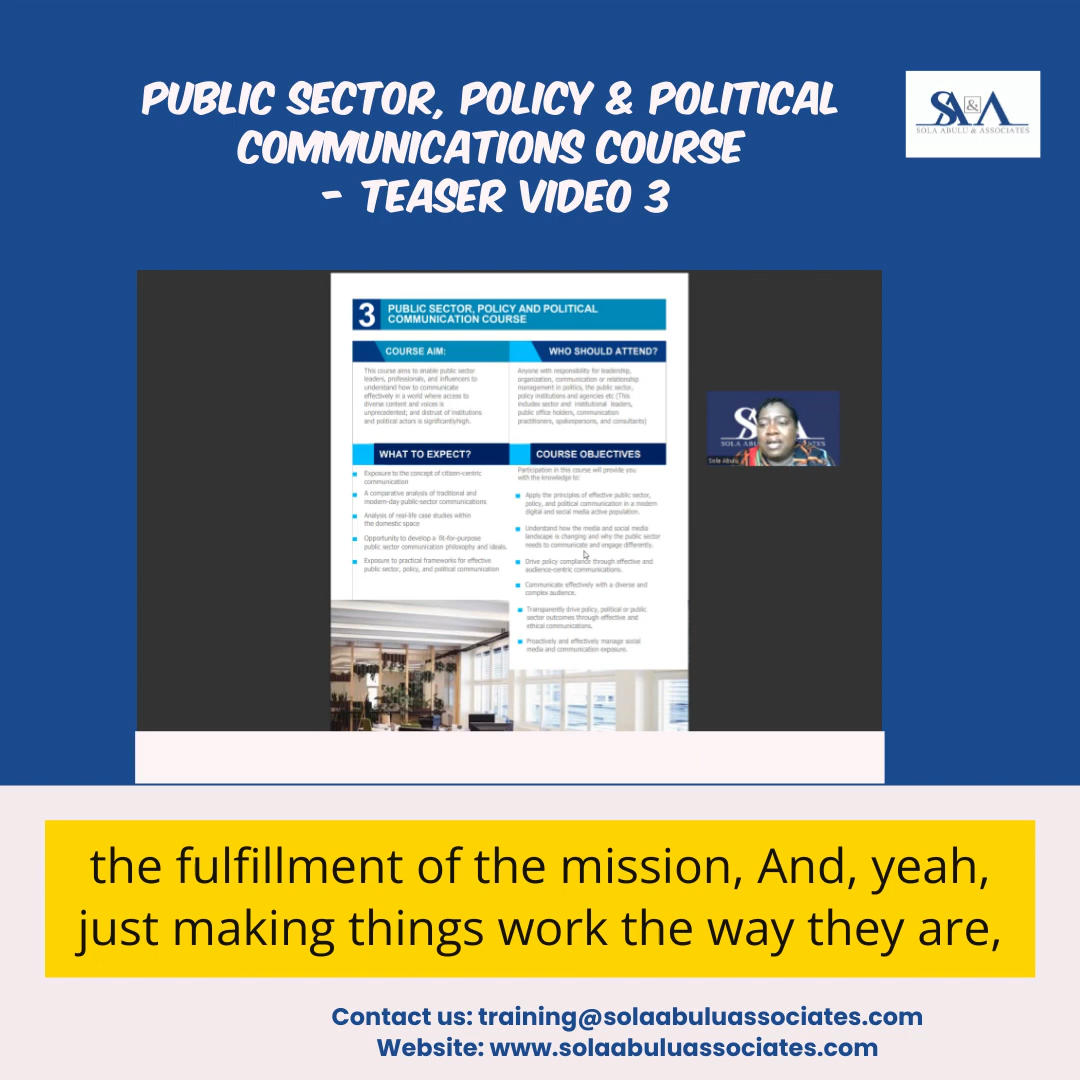 PUBLIC SECTOR, POLICY & POLITICAL
COMMUNICATIONS COURSE
- TEASER VIDEO 3
SA&A
SOLA ABULU & ASSOCIATES
3
PUBLIC SECTOR, POLICY AND POLITICAL
COMMUNICATION COURSE
COURSE AIM:
This course aims to enable public sector
leaders, professionals, and influencers to
understand how to communicate
effectively in a world where access to
diverse content and voices is
unprecedented; and distrust of institutions
and political actors is significantlyhigh.
WHO SHOULD ATTEND?
Anyone with responsibility for leadership,
organization, communication or relationship
management in politics, the public sector,
policy institutions and agencies etc (This
includes sector and institutional leaders,
public office holders, communication
practitioners, spokespersons, and consultants)
WHAT TO EXPECT?
Exposure to the concept of citizen-centric
communication
A comparative analysis of traditional and
modern-day public-sector communications
Analysis of real-life case studies within
the domestic space
Opportunity to develop a fit-for-purpose
public sector communication philosophy and ideals.
Exposure to practical frameworks for effective
public sector, policy, and political communication
COURSE OBJECTIVES
Participation in this course will provide you
with the knowledge to:
Apply the principles of effective public sector,
policy, and political communication in a modern
digital and social media active population.
Understand how the media and social media
landscape is changing and why the public sector
needs to communicate and engage differently.
Drive policy compliance through effective and
audience-centric communications.
Communicate effectively with a diverse and
complex audience.
Transparently drive policy, political or public
sector outcomes through effective and
ethical communications.
Proactively and effectively manage social
media and communication exposure.
Sola Abulu
the fulfillment of the mission, And, yeah,
just making things work the way they are,
Contact us: training@solaabuluassociates.com
Website: www.solaabuluassociates.com